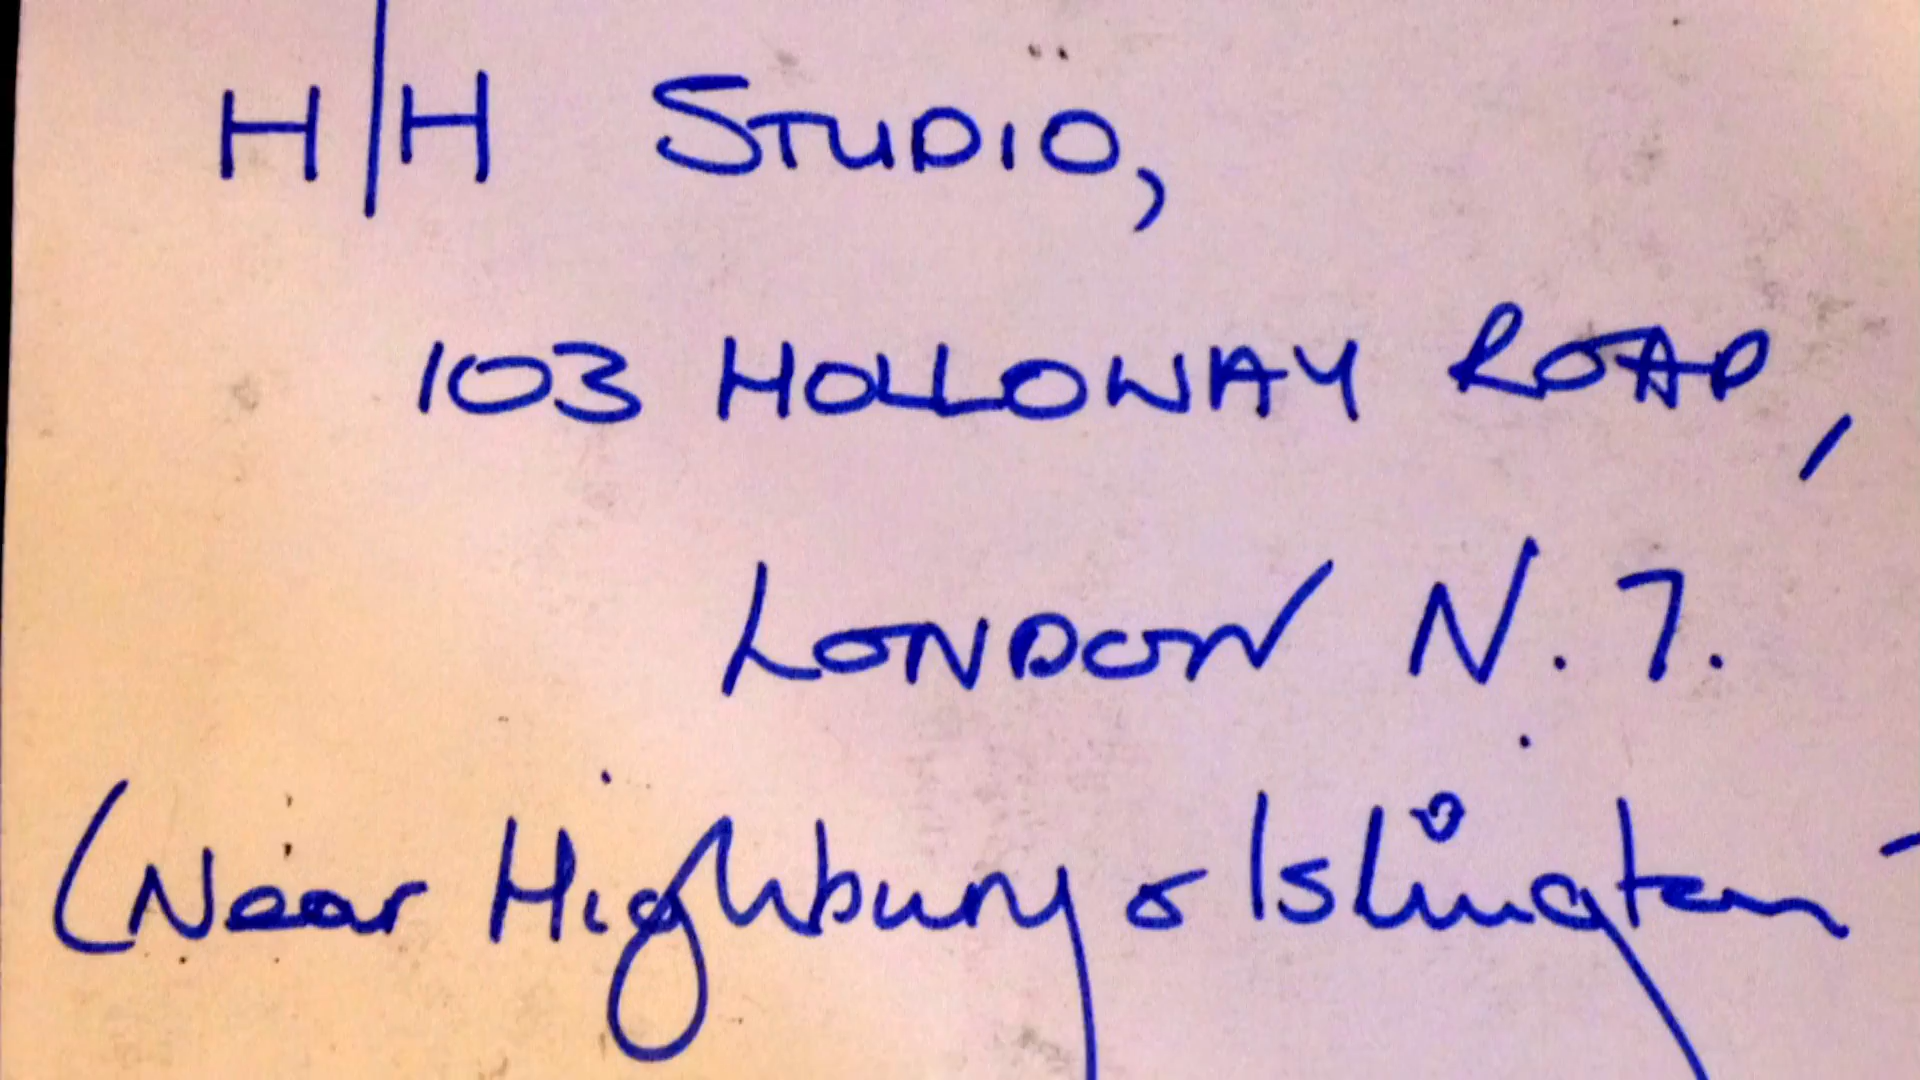 H/H STUDIO,
103 HOLLOWAY ROAD,
LONDON N.7.
(Near Highbury & Islington -